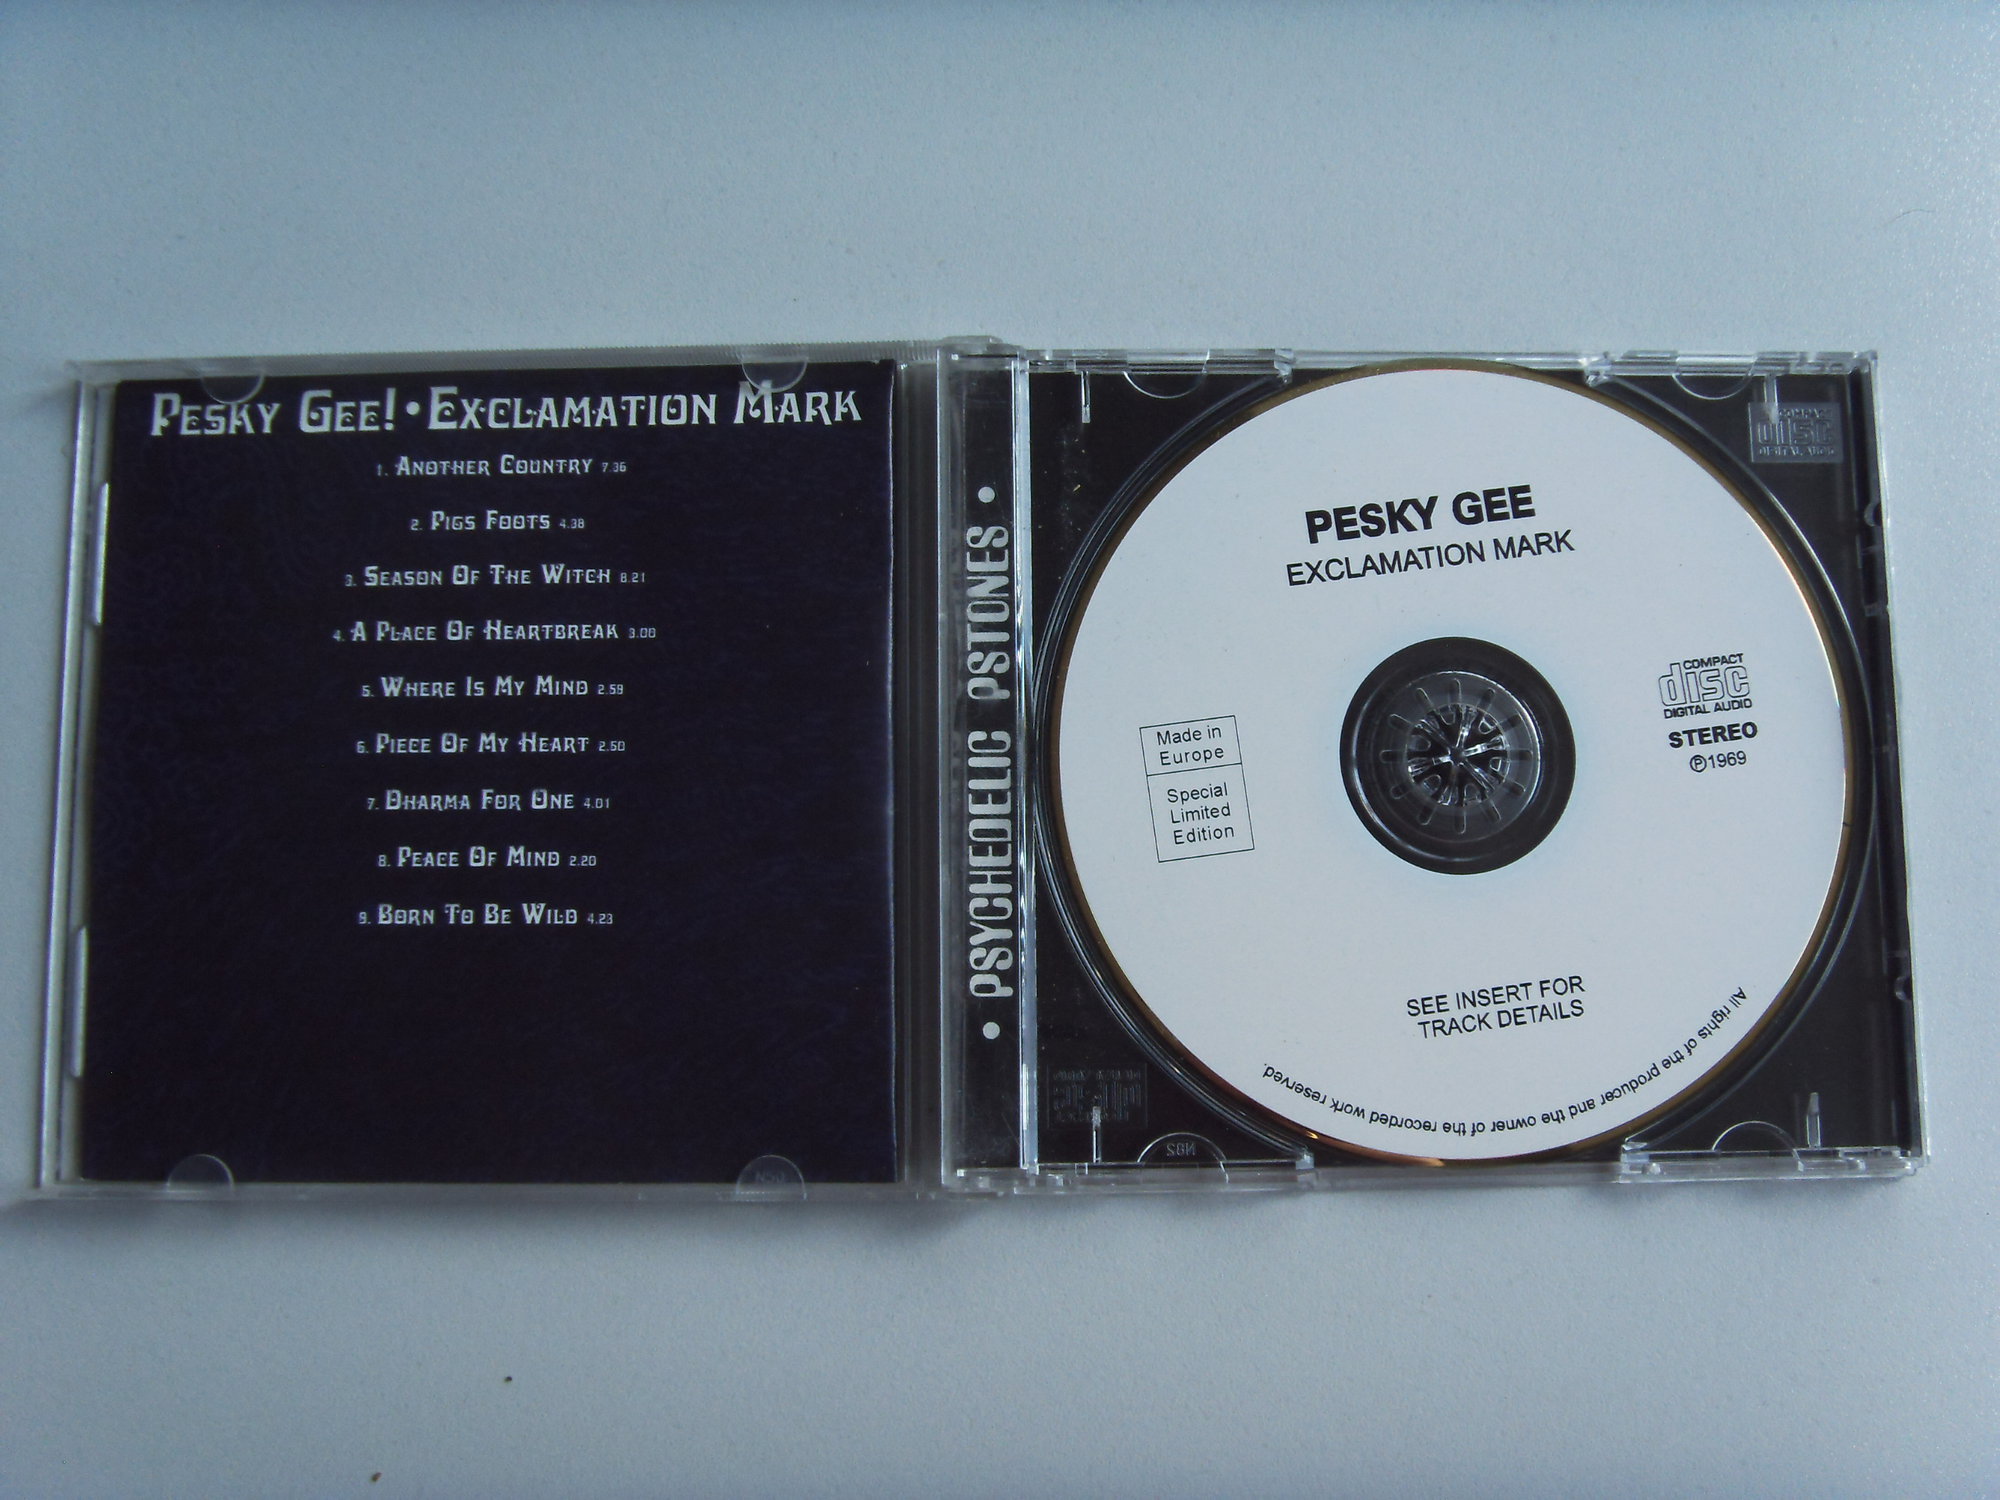 PESKY GEE! • EXCLAMATION MARK
1. ANOTHER COUNTRY 7.36
2. PIGS FOOTS 4.38
3. SEASON OF THE WITCH 8.21
4. A PLACE OF HEARTBREAK 3.00
5. WHERE IS MY MIND 2.59
6. PIECE OF MY HEART 2.50
7. DHARMA FOR ONE 4.01
8. PEACE OF MIND 2.20
9. BORN TO BE WILD 4.23
• PSYCHEDELIC PSTONES •
PESKY GEE
EXCLAMATION MARK
COMPACT
disc
DIGITAL AUDIO
STEREO
℗1969
Made in
Europe
Special
Limited
Edition
SEE INSERT FOR
TRACK DETAILS
All rights of the producer and the owner of the recorded work reserved.
COMPACT
disc
DIGITAL AUDIO